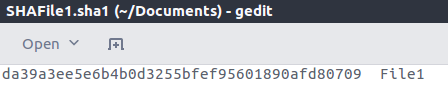 SHAFile1.sha1 (~/Documents) - gedit
Open
da39a3ee5e6b4b0d3255bfef95601890afd80709  File1